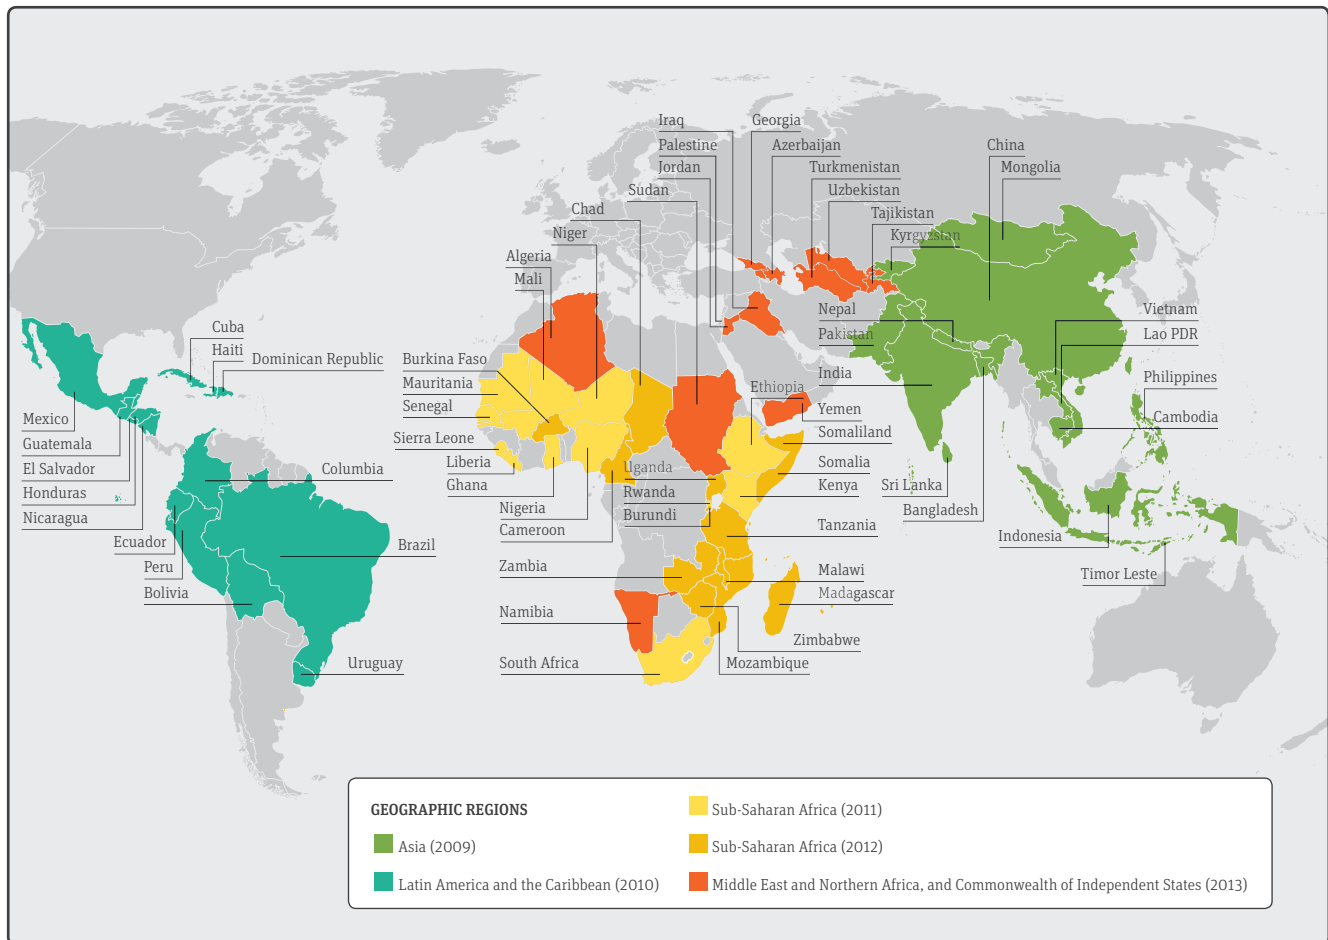 Iraq
Georgia
Palestine
Azerbaijan
China
Jordan
Turkmenistan
Mongolia
Sudan
Uzbekistan
Chad
Tajikistan
Niger
Kyrgyzstan
Algeria
Mali
Nepal
Vietnam
Cuba
Pakistan
Lao PDR
Haiti
Dominican Republic
Burkina Faso
India
Philippines
Mauritania
Ethiopia
Senegal
Yemen
Cambodia
Mexico
Guatemala
Sierra Leone
Somaliland
El Salvador
Columbia
Liberia
Uganda
Somalia
Honduras
Ghana
Rwanda
Kenya
Sri Lanka
Nicaragua
Nigeria
Burundi
Bangladesh
Cameroon
Tanzania
Indonesia
Ecuador
Brazil
Peru
Zambia
Malawi
Timor Leste
Bolivia
Madagascar
Namibia
Zimbabwe
Uruguay
South Africa
Mozambique
GEOGRAPHIC REGIONS
Asia (2009)
Latin America and the Caribbean (2010)
Sub-Saharan Africa (2011)
Sub-Saharan Africa (2012)
Middle East and Northern Africa, and Commonwealth of Independent States (2013)